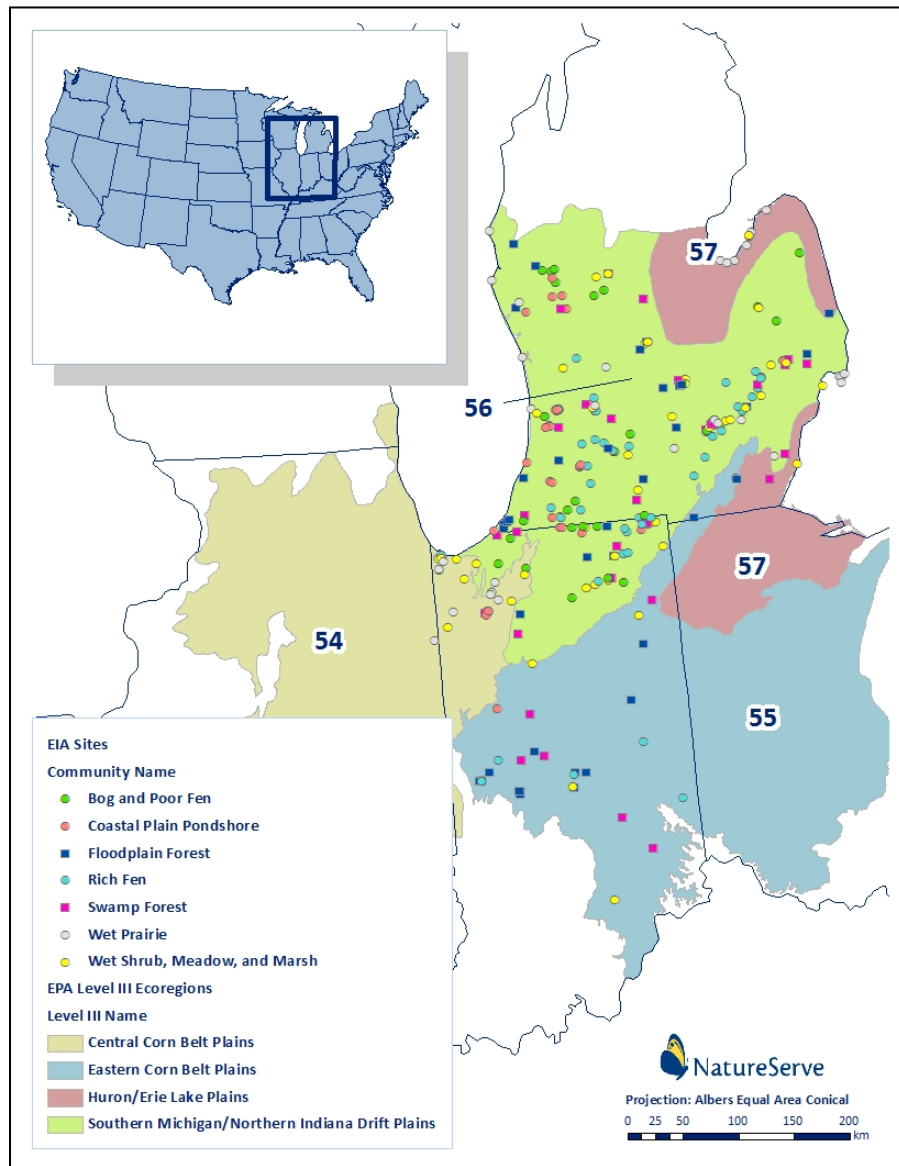 57
56
57
54
55
EIA Sites
Community Name
Bog and Poor Fen
Coastal Plain Pondshore
Floodplain Forest
Rich Fen
Swamp Forest
Wet Prairie
Wet Shrub, Meadow, and Marsh
EPA Level III Ecoregions
Level III Name
Central Corn Belt Plains
Eastern Corn Belt Plains
Huron/Erie Lake Plains
Southern Michigan/Northern Indiana Drift Plains
NatureServe
Projection: Albers Equal Area Conical
0 25 50 100 150 200
km